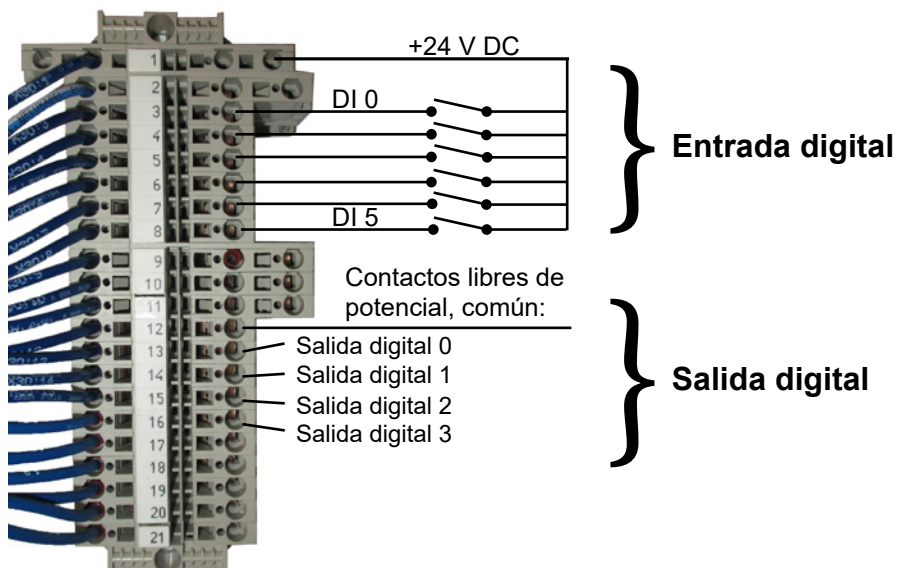 +24 V DC
1
2
DI 0
3
4
5
6
7
DI 5
8
Entrada digital
9
10
11
Contactos libres de
potencial, común:
12
13
14
15
16
Salida digital 0
Salida digital 1
Salida digital 2
Salida digital 3
Salida digital
17
18
19
20
21